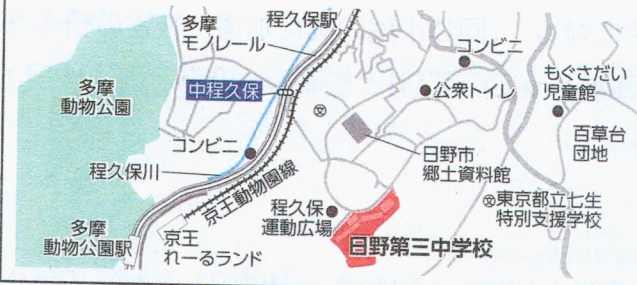 多摩
モノレール
程久保駅
コンビニ
もぐさだい
児童館
多摩
動物公園
中程久保
公衆トイレ
百草台
団地
コンビニ
日野市
郷土資料館
程久保川
京王動物園線
程久保
運動広場
文東京都立七生
特別支援学校
多摩
動物公園駅
京王
れーるランド
日野第三中学校
文